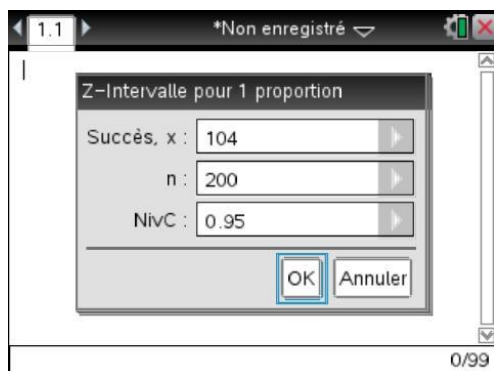 1.1 *Non enregistré
Z-Intervalle pour 1 proportion
Succès, x : 104
n : 200
NivC : 0.95
OK Annuler
0/99